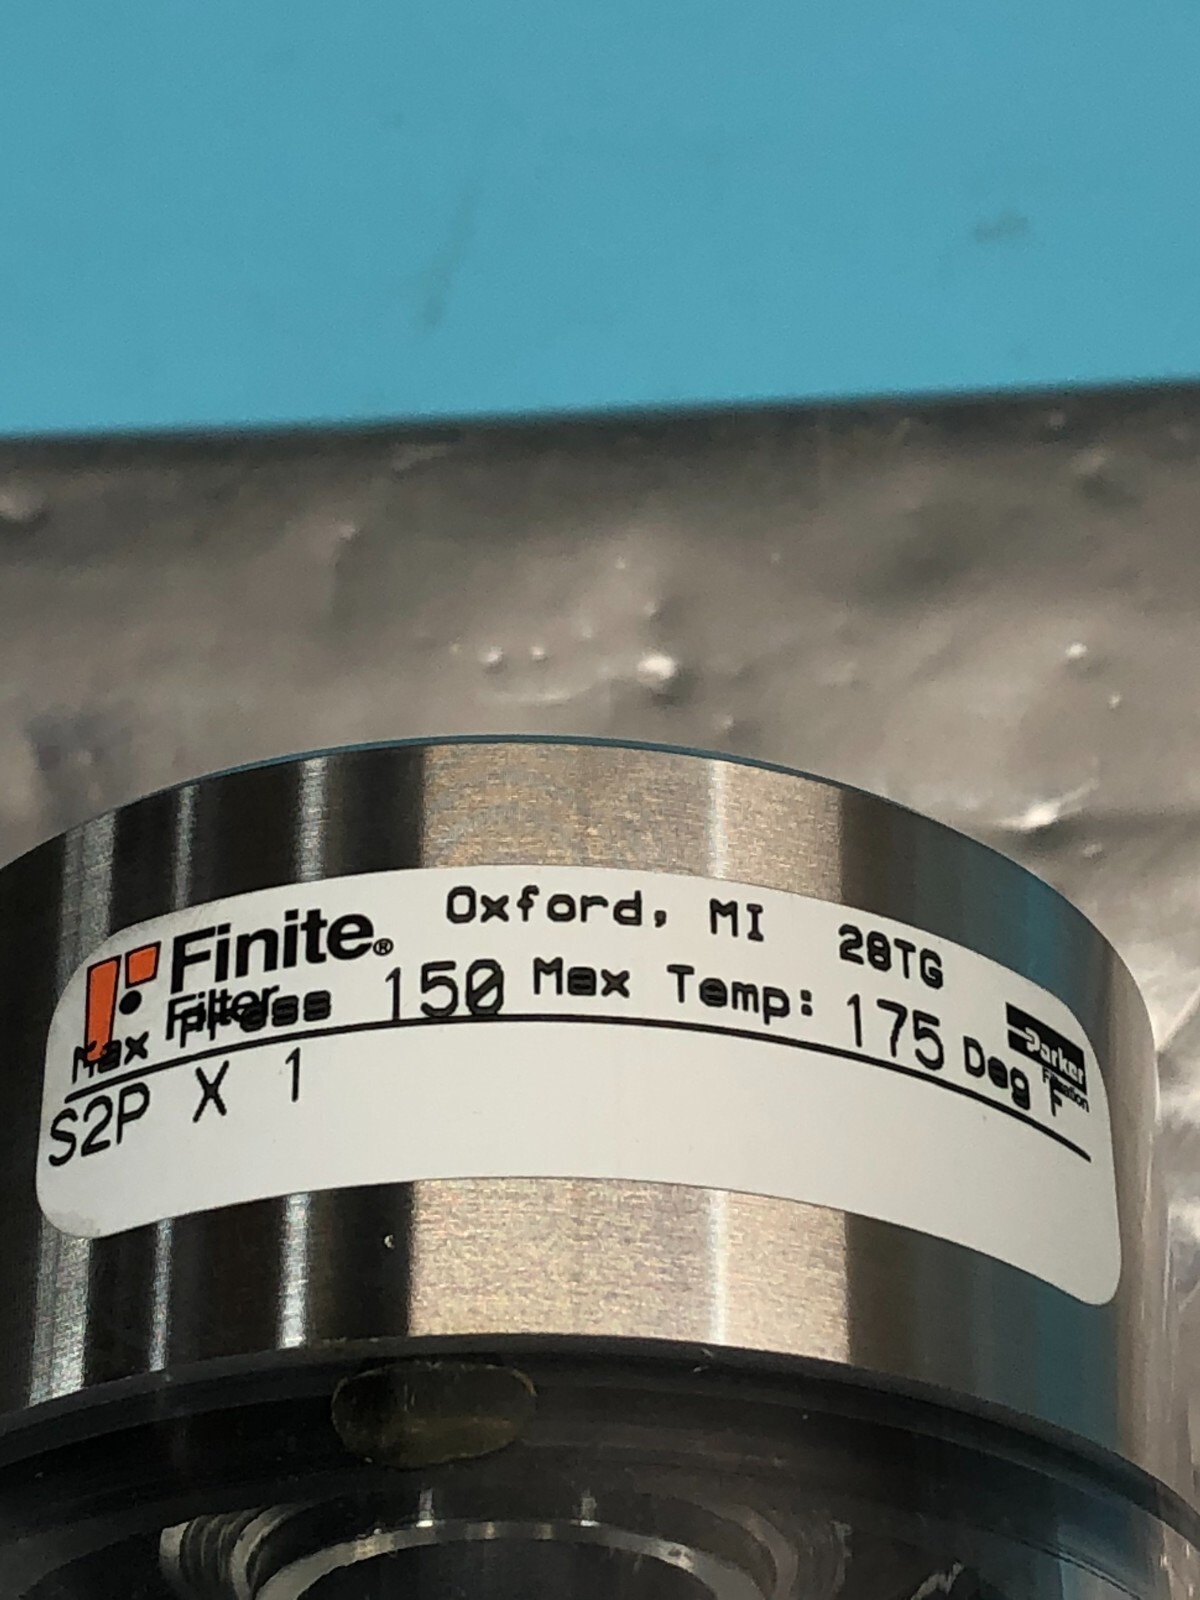 Finite® Oxford, MI 28TG
Filter
Max Press 150 Max Temp: 175 Deg F
Parker
Filtration
S2P X 1